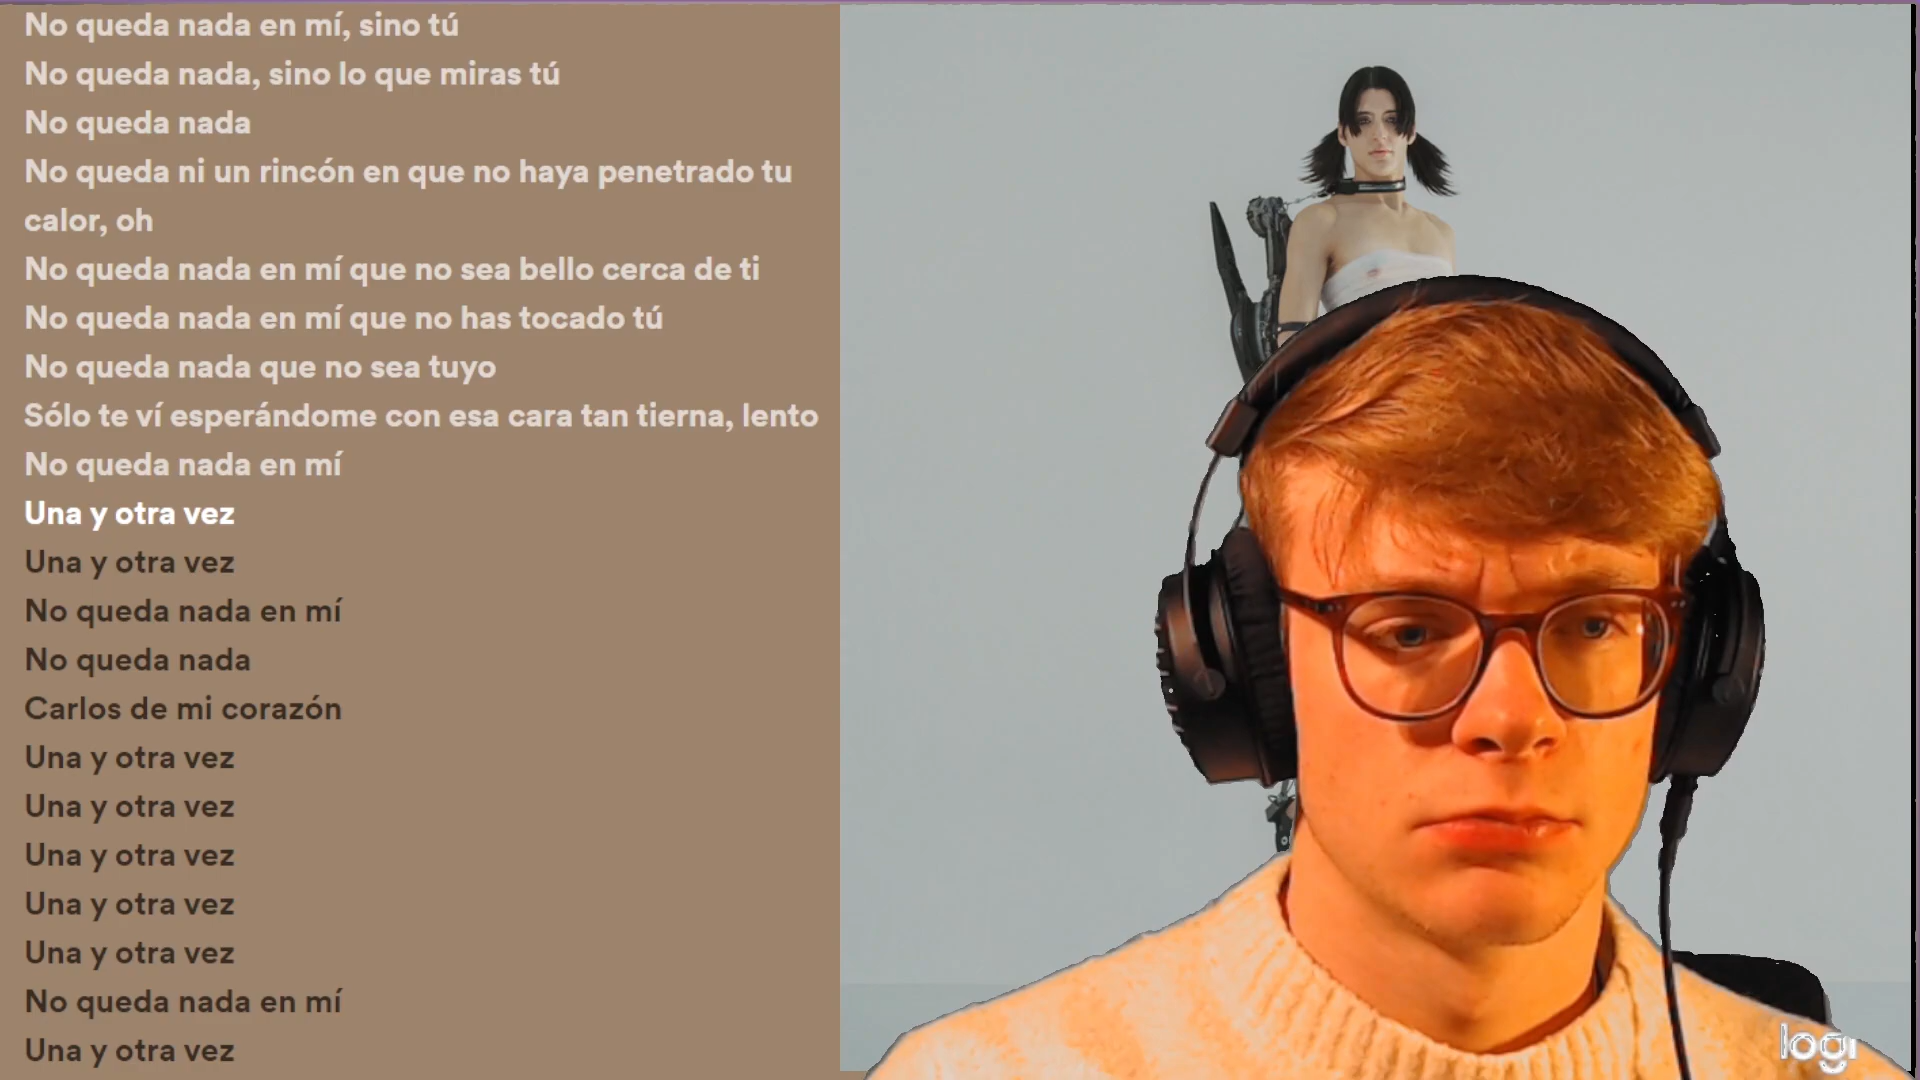 No queda nada en mí, sino tú
No queda nada, sino lo que miras tú
No queda nada
No queda ni un rincón en que no haya penetrado tu
calor, oh
No queda nada en mí que no sea bello cerca de ti
No queda nada en mí que no has tocado tú
No queda nada que no sea tuyo
Sólo te ví esperándome con esa cara tan tierna, lento
No queda nada en mí
Una y otra vez
Una y otra vez
No queda nada en mí
No queda nada
Carlos de mi corazón
Una y otra vez
Una y otra vez
Una y otra vez
Una y otra vez
Una y otra vez
No queda nada en mí
Una y otra vez
logi